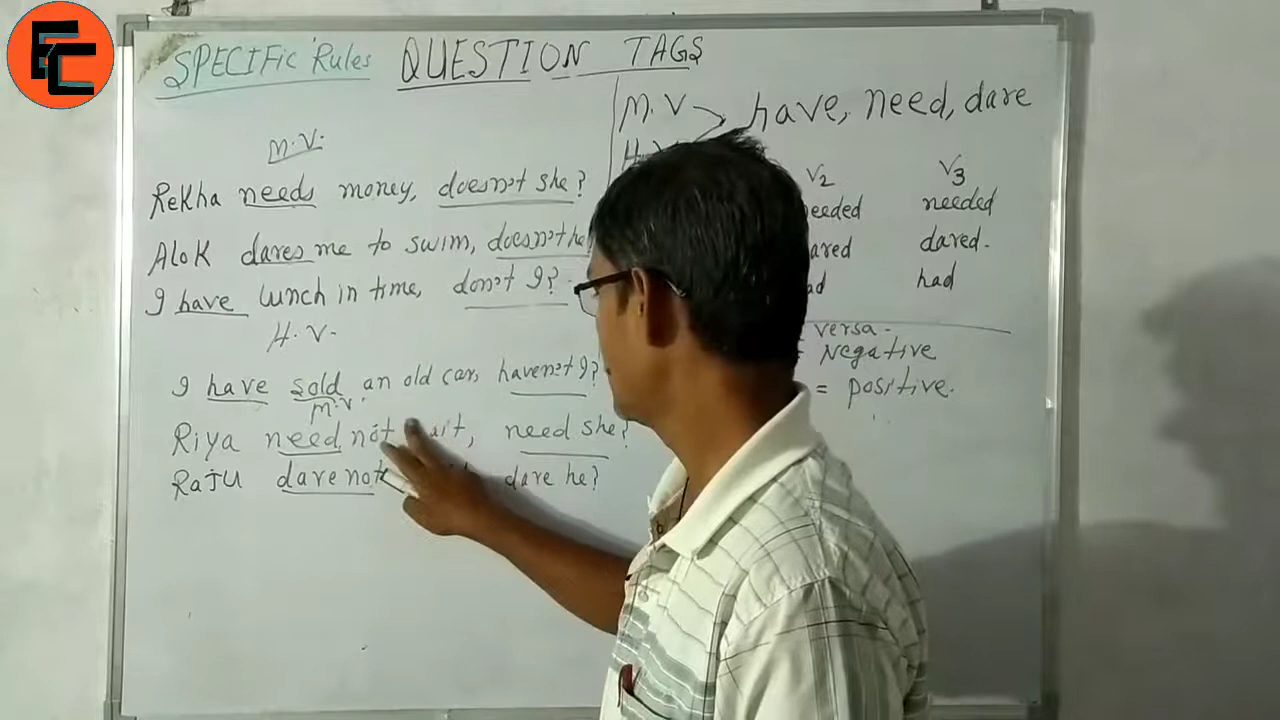 EC
SPECIFIC Rules QUESTION TAGS
M.V.
Rekha needs money, doesn't she?
Alok dares me to swim, doesn't he
I have lunch in time, don't I?
H.V.
I have sold an old car, haven't I?
M.V.
Riya need not, need she?
Raju dare not dare he?
M.V have, need, dare
H.V
V2 V3
eeded needed
ared dared.
ad had
versa.
Negative
= positive.